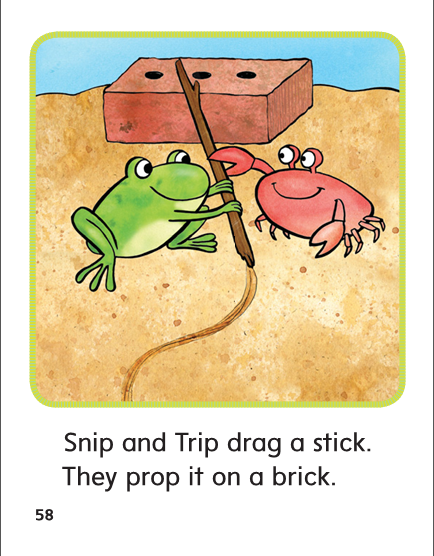 Snip and Trip drag a stick.
They prop it on a brick.
58